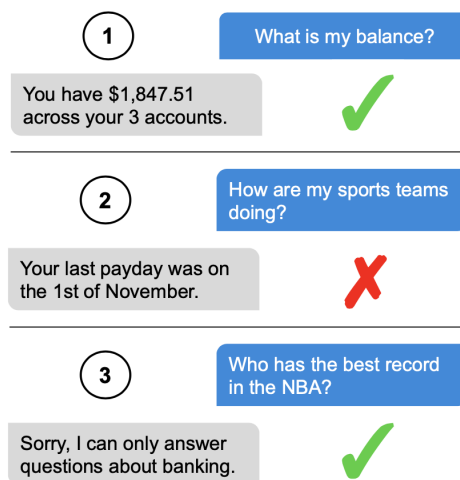 1
What is my balance?
You have $1,847.51
across your 3 accounts.
2
How are my sports teams
doing?
Your last payday was on
the 1st of November.
3
Who has the best record
in the NBA?
Sorry, I can only answer
questions about banking.